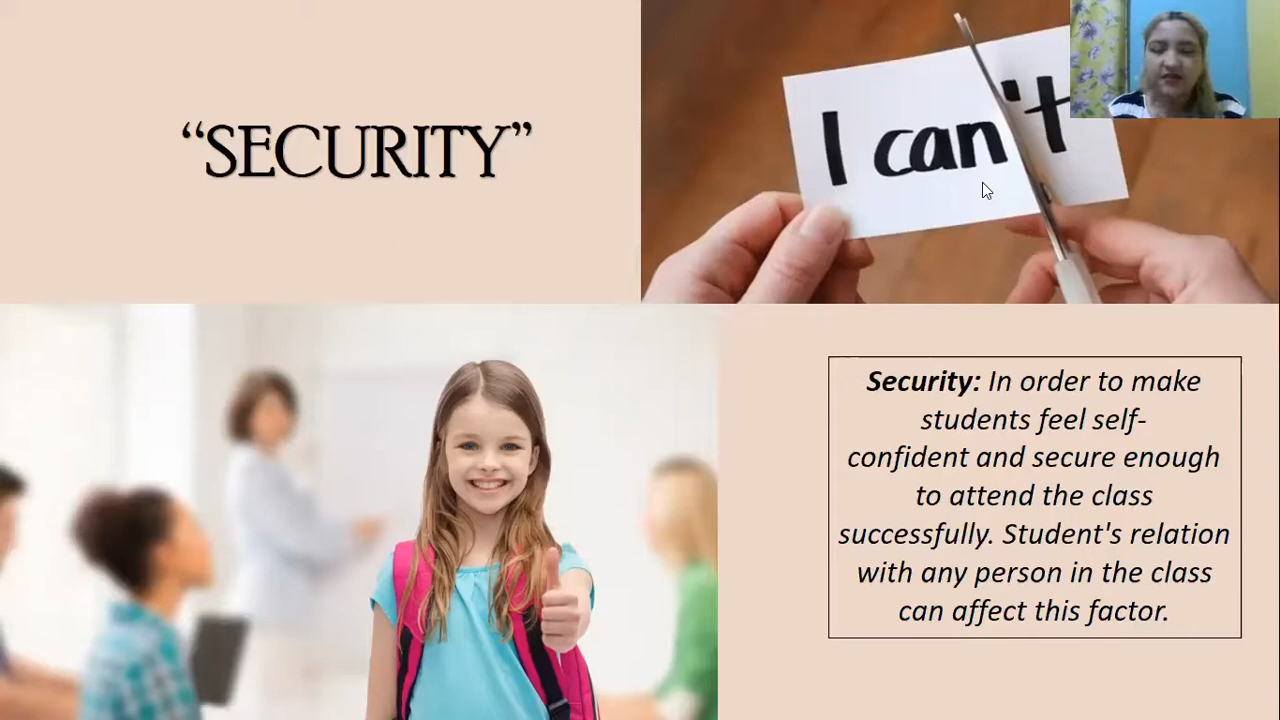 “SECURITY”
I can't
Security: In order to make
students feel self-
confident and secure enough
to attend the class
successfully. Student's relation
with any person in the class
can affect this factor.